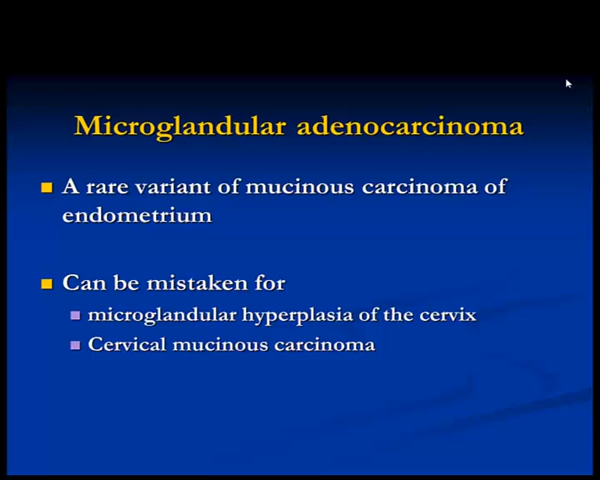 Microglandular adenocarcinoma
A rare variant of mucinous carcinoma of
endometrium
Can be mistaken for
microglandular hyperplasia of the cervix
Cervical mucinous carcinoma